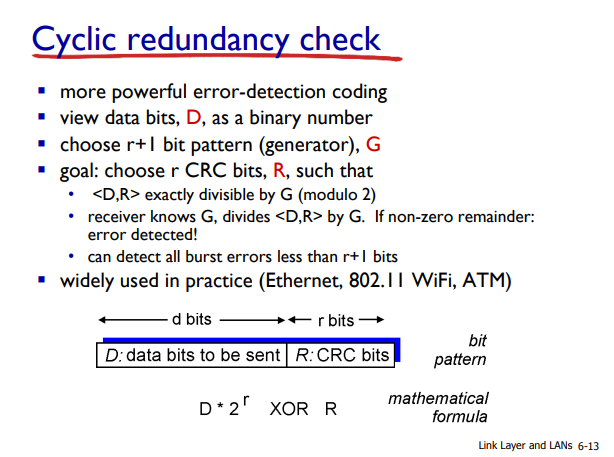 Cyclic redundancy check
▪ more powerful error-detection coding
▪ view data bits, D, as a binary number
▪ choose r+1 bit pattern (generator), G
▪ goal: choose r CRC bits, R, such that
• <D,R> exactly divisible by G (modulo 2)
• receiver knows G, divides <D,R> by G. If non-zero remainder:
error detected!
• can detect all burst errors less than r+1 bits
▪ widely used in practice (Ethernet, 802.11 WiFi, ATM)
d bits r bits
D: data bits to be sent R: CRC bits
bit
pattern
D * 2^r XOR R
mathematical
formula
Link Layer and LANs 6-13